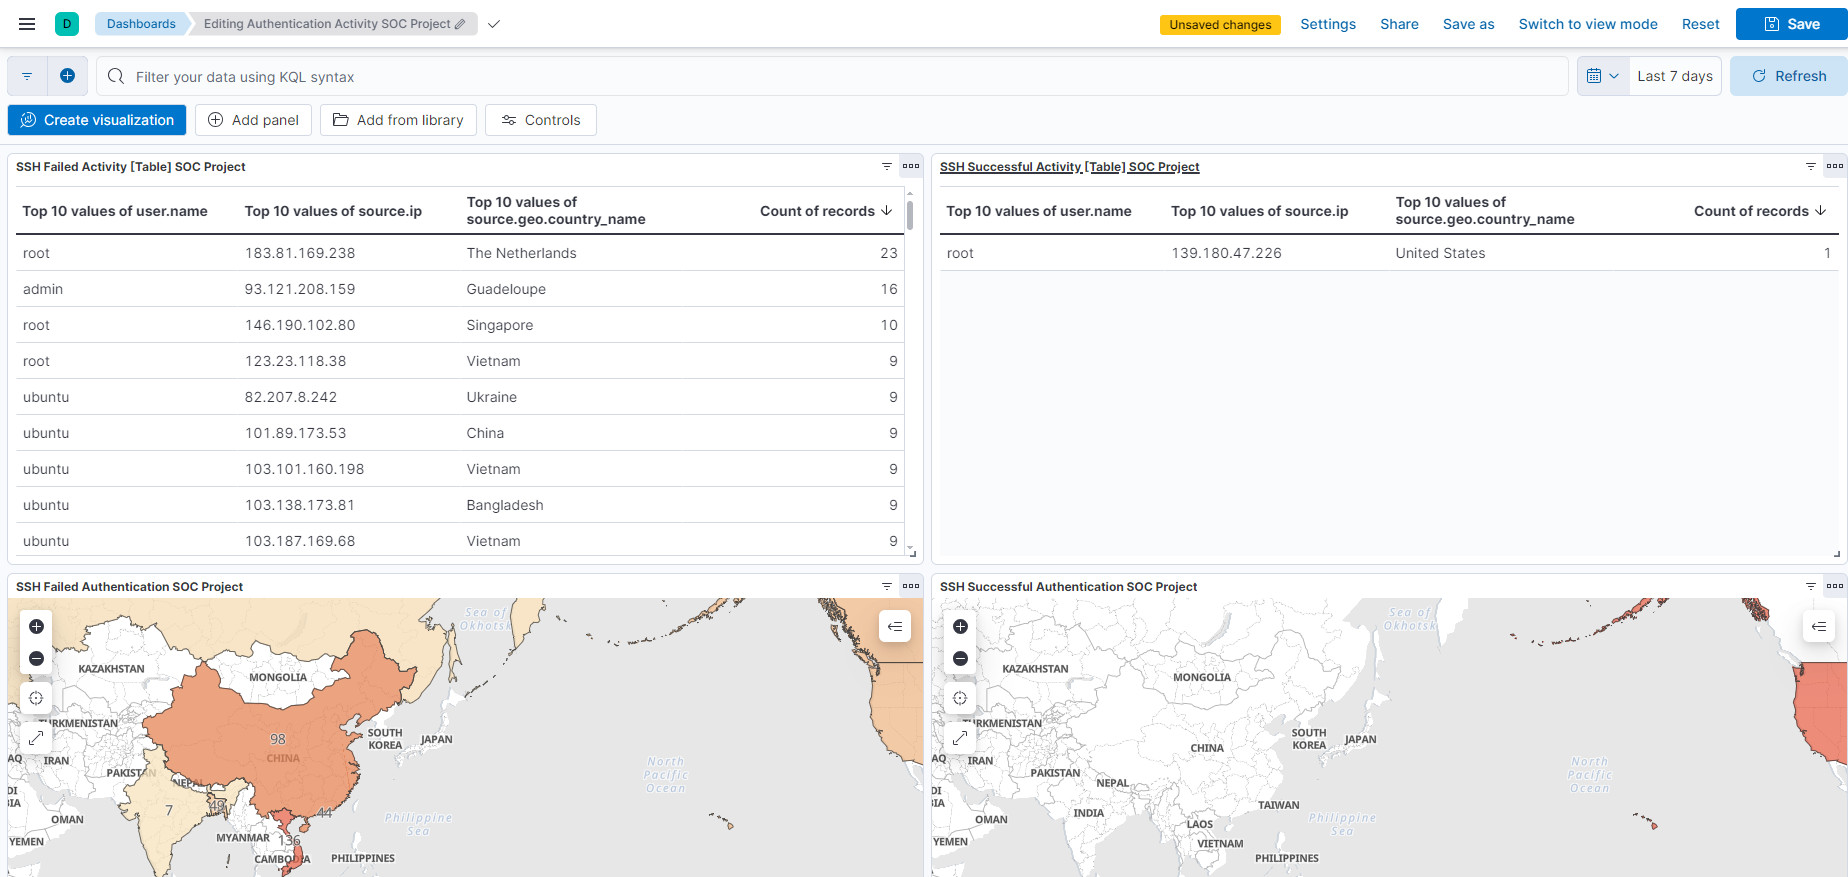 D Dashboards Editing Authentication Activity SOC Project Unsaved changes Settings Share Save as Switch to view mode Reset Save
Filter your data using KQL syntax Last 7 days Refresh
Create visualization Add panel Add from library Controls
SSH Failed Activity [Table] SOC Project
Top 10 values of user.name Top 10 values of source.ip Top 10 values of source.geo.country_name Count of records
root 183.81.169.238 The Netherlands 23
admin 93.121.208.159 Guadeloupe 16
root 146.190.102.80 Singapore 10
root 123.23.118.38 Vietnam 9
ubuntu 82.207.8.242 Ukraine 9
ubuntu 101.89.173.53 China 9
ubuntu 103.101.160.198 Vietnam 9
ubuntu 103.138.173.81 Bangladesh 9
ubuntu 103.187.169.68 Vietnam 9
SSH Successful Activity [Table] SOC Project
Top 10 values of user.name Top 10 values of source.ip Top 10 values of source.geo.country_name Count of records
root 139.180.47.226 United States 1
SSH Failed Authentication SOC Project
Sea of
Okhotsk
KAZAKHSTAN
MONGOLIA
TURKMENISTAN
SOUTH
KOREA
JAPAN
98
CHINA
AQ
IRAN
PAKISTAN
NEPAL
North
Pacific
Ocean
DI
IA
7
49
44
OMAN
Philippine
Sea
YEMEN
MYANMAR
136
CAMBODIA
PHILIPPINES
SSH Successful Authentication SOC Project
Sea of
Okhotsk
KAZAKHSTAN
MONGOLIA
TURKMENISTAN
SOUTH
KOREA
JAPAN
CHINA
AQ
IRAN
PAKISTAN
NEPAL
North
Pacific
Ocean
DI
IA
TAIWAN
OMAN
INDIA
LAOS
Philippine
Sea
YEMEN
VIETNAM
PHILIPPINES